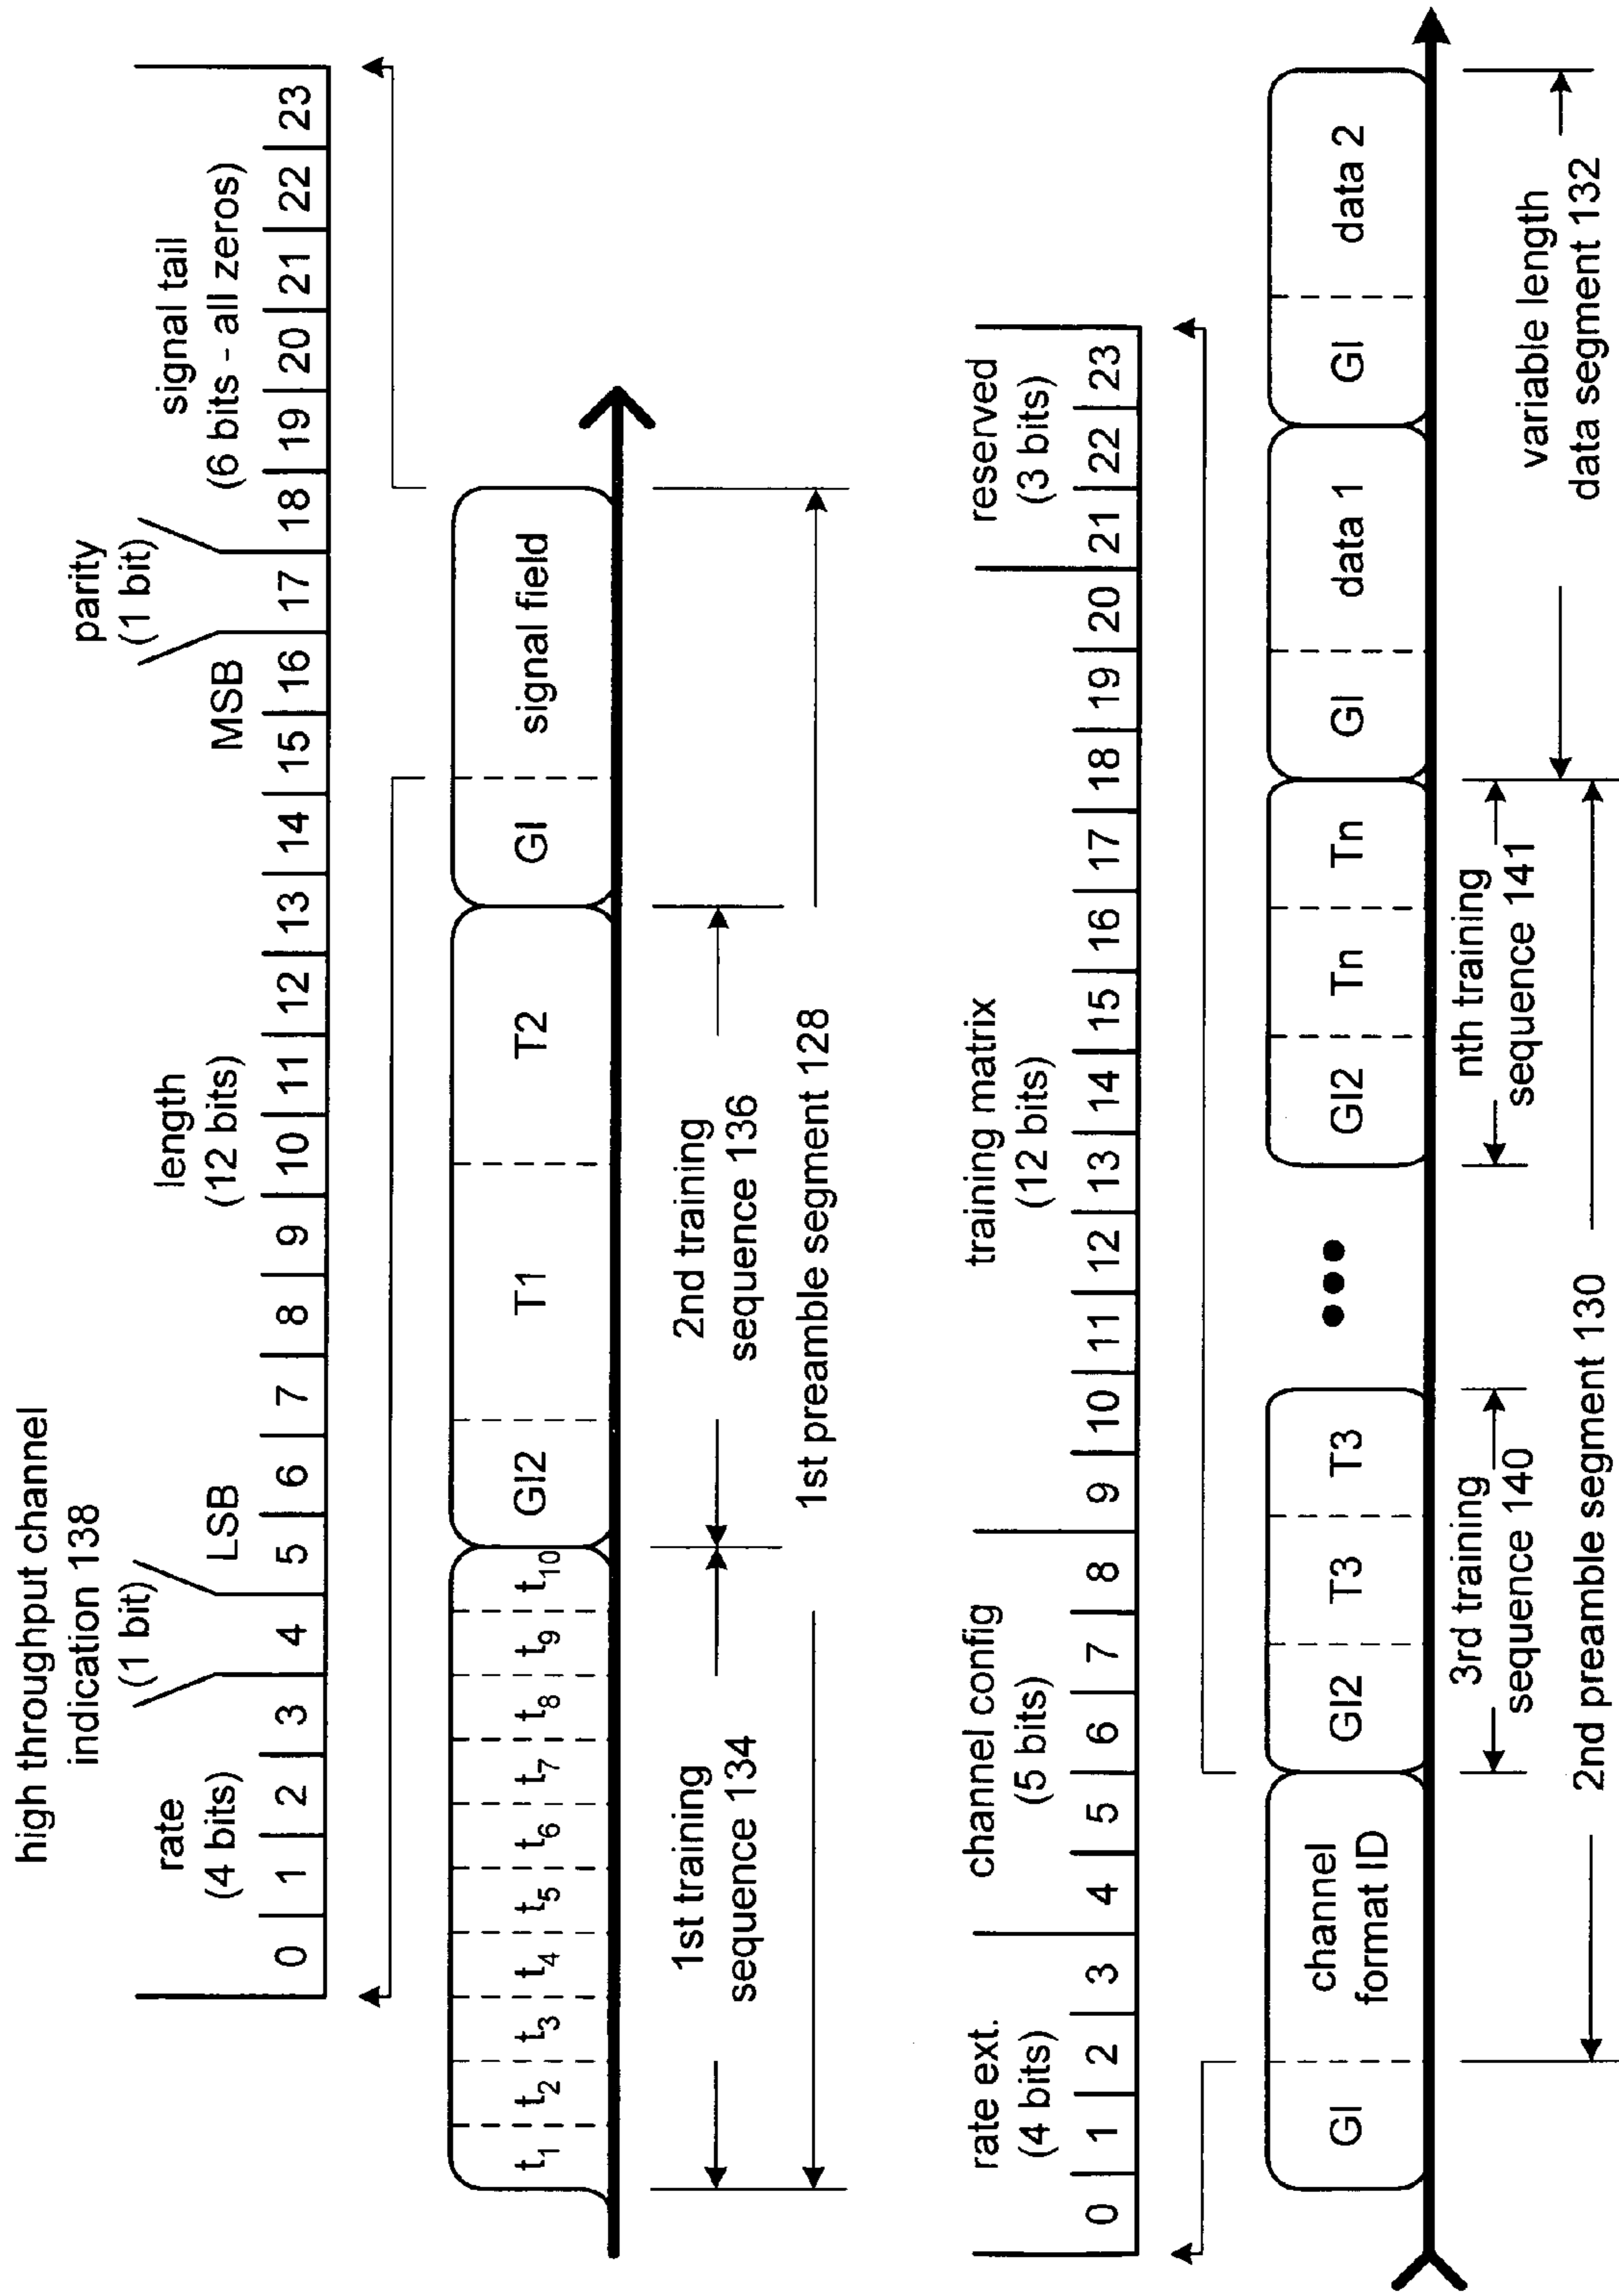 high throughput channel
indication 138
(1 bit)
rate
(4 bits)
LSB
length
(12 bits)
MSB
parity
(1 bit)
signal tail
(6 bits - all zeros)
0 1 2 3 4 5 6 7 8 9 10 11 12 13 14 15 16 17 18 19 20 21 22 23
t1 t2 t3 t4 t5 t6 t7 t8 t9 t10 GI2 T1 T2 GI signal field
1st training
sequence 134
2nd training
sequence 136
1st preamble segment 128
rate ext.
(4 bits)
channel config
(5 bits)
training matrix
(12 bits)
reserved
(3 bits)
0 1 2 3 4 5 6 7 8 9 10 11 12 13 14 15 16 17 18 19 20 21 22 23
GI channel
format ID
GI2 T3 T3 ••• GI2 Tn Tn GI data 1 GI data 2
3rd training
sequence 140
nth training
sequence 141
2nd preamble segment 130
variable length
data segment 132